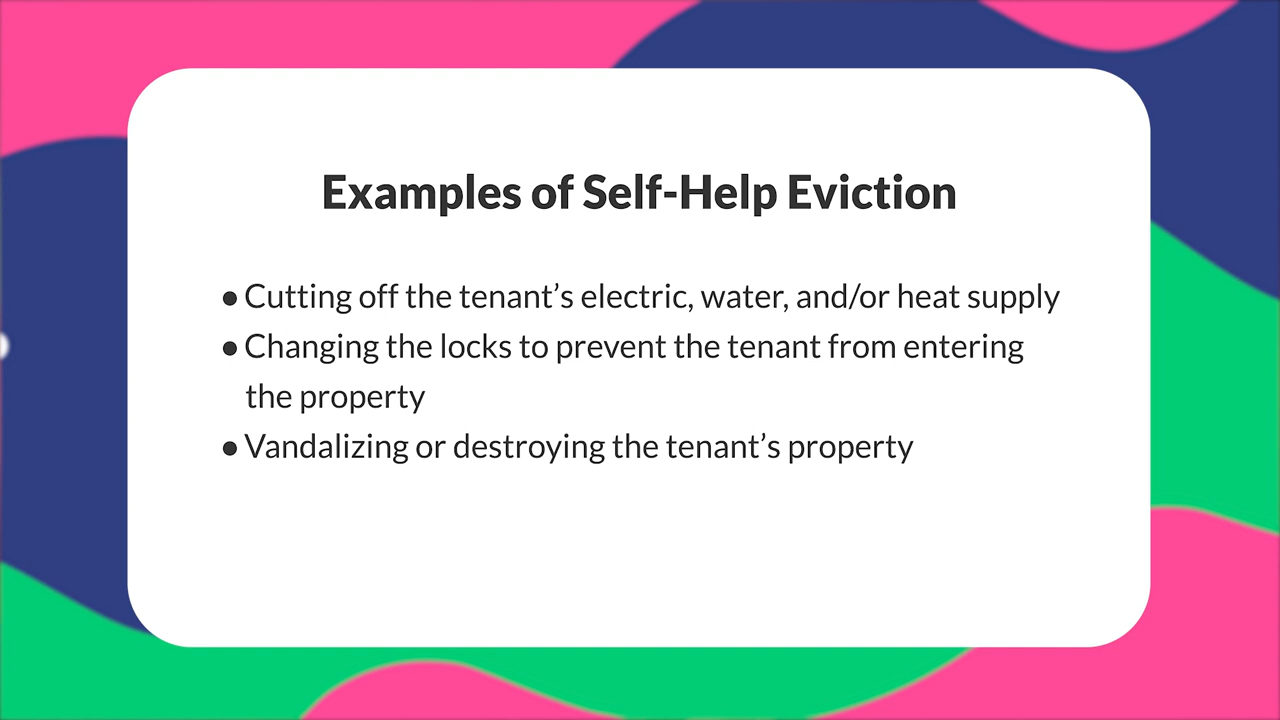 Examples of Self-Help Eviction
● Cutting off the tenant’s electric, water, and/or heat supply
● Changing the locks to prevent the tenant from entering
the property
● Vandalizing or destroying the tenant’s property